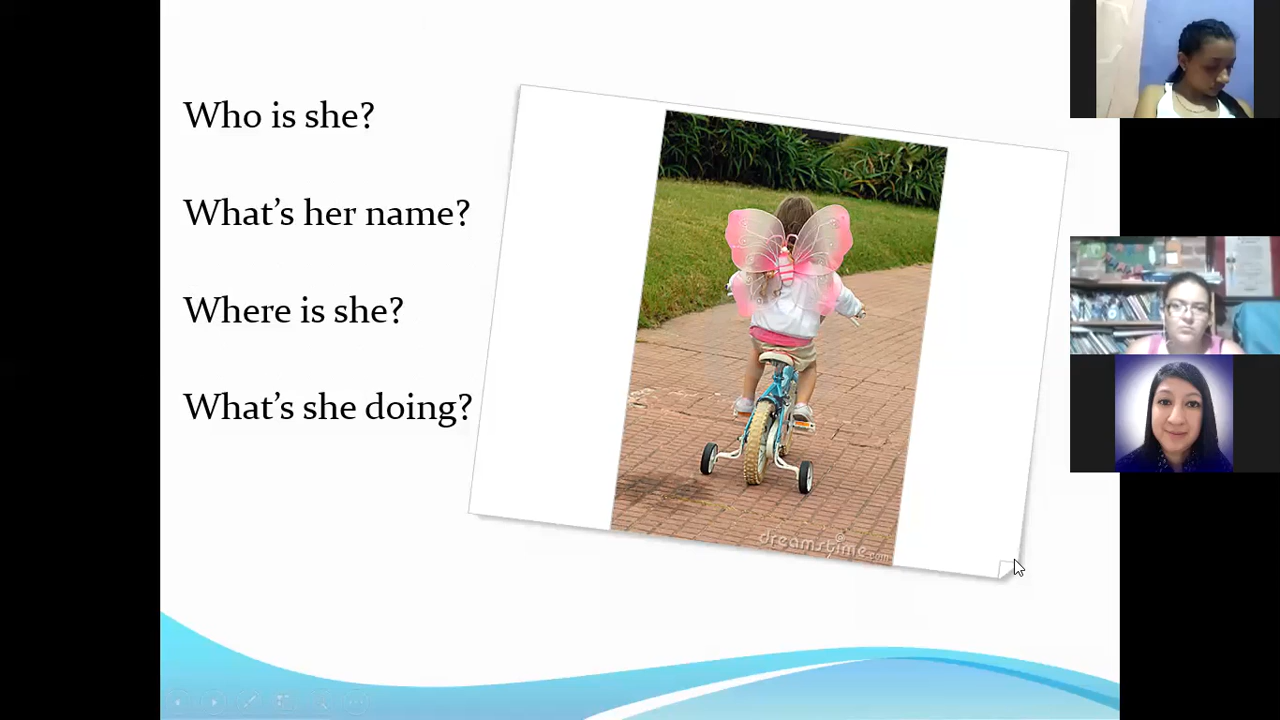 Who is she?
What's her name?
Where is she?
What's she doing?
dreamstime.com